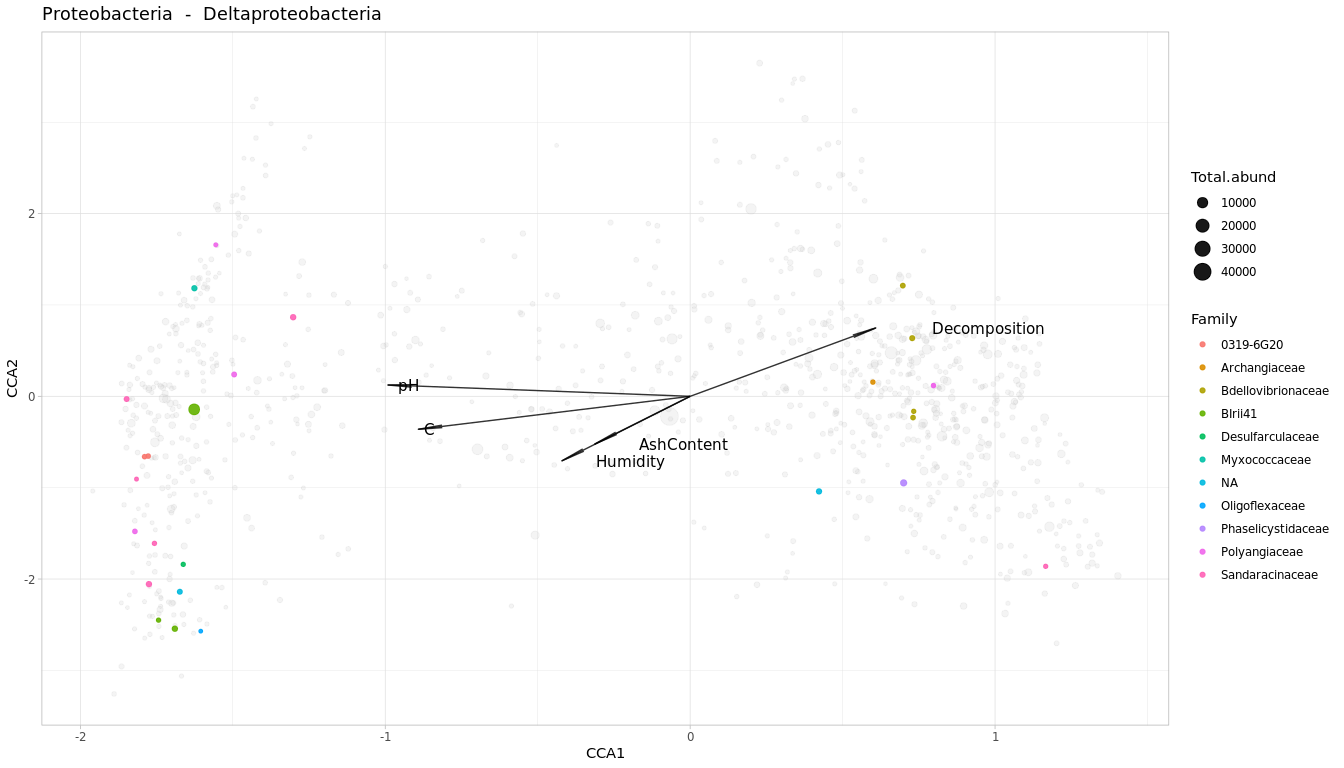 Proteobacteria - Deltaproteobacteria
CCA2
2
0
-2
-2
-1
0
1
CCA1
Decomposition
pH
C
AshContent
Humidity
Total.abund
10000
20000
30000
40000
Family
0319-6G20
Archangiaceae
Bdellovibrionaceae
BIrii41
Desulfarculaceae
Myxococcaceae
NA
Oligoflexaceae
Phaselicystidaceae
Polyangiaceae
Sandaracinaceae